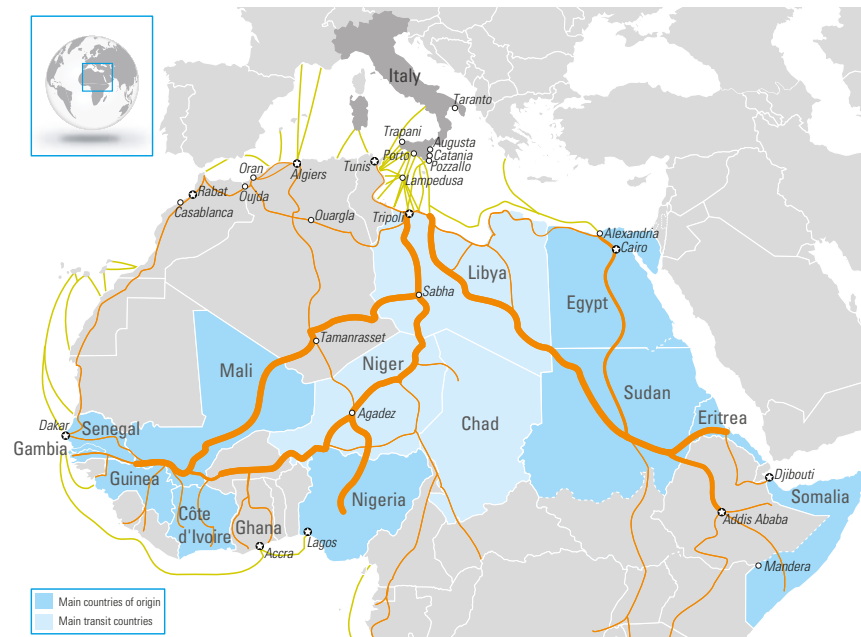 Italy
Taranto
Trapani
Augusta
Porto
Catania
Pozzallo
Tunis
Lampedusa
Oran
Algiers
Rabat
Oujda
Casablanca
Ouargla
Tripoli
Alexandria
Cairo
Libya
Sabha
Egypt
Tamanrasset
Mali
Niger
Sudan
Agadez
Eritrea
Chad
Dakar
Senegal
Gambia
Guinea
Djibouti
Nigeria
Somalia
Côte
d'Ivoire
Ghana
Addis Ababa
Lagos
Accra
Mandera
Main countries of origin
Main transit countries